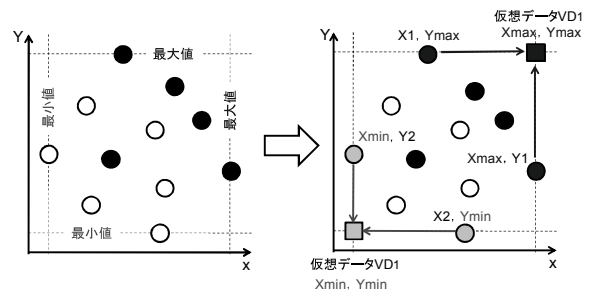 Y
最大値
最小値
最大値
最小値
x
仮想データVD1
Xmax, Ymax
Y
X1, Ymax
Xmin, Y2
Xmax, Y1
X2, Ymin
x
仮想データVD1
Xmin, Ymin